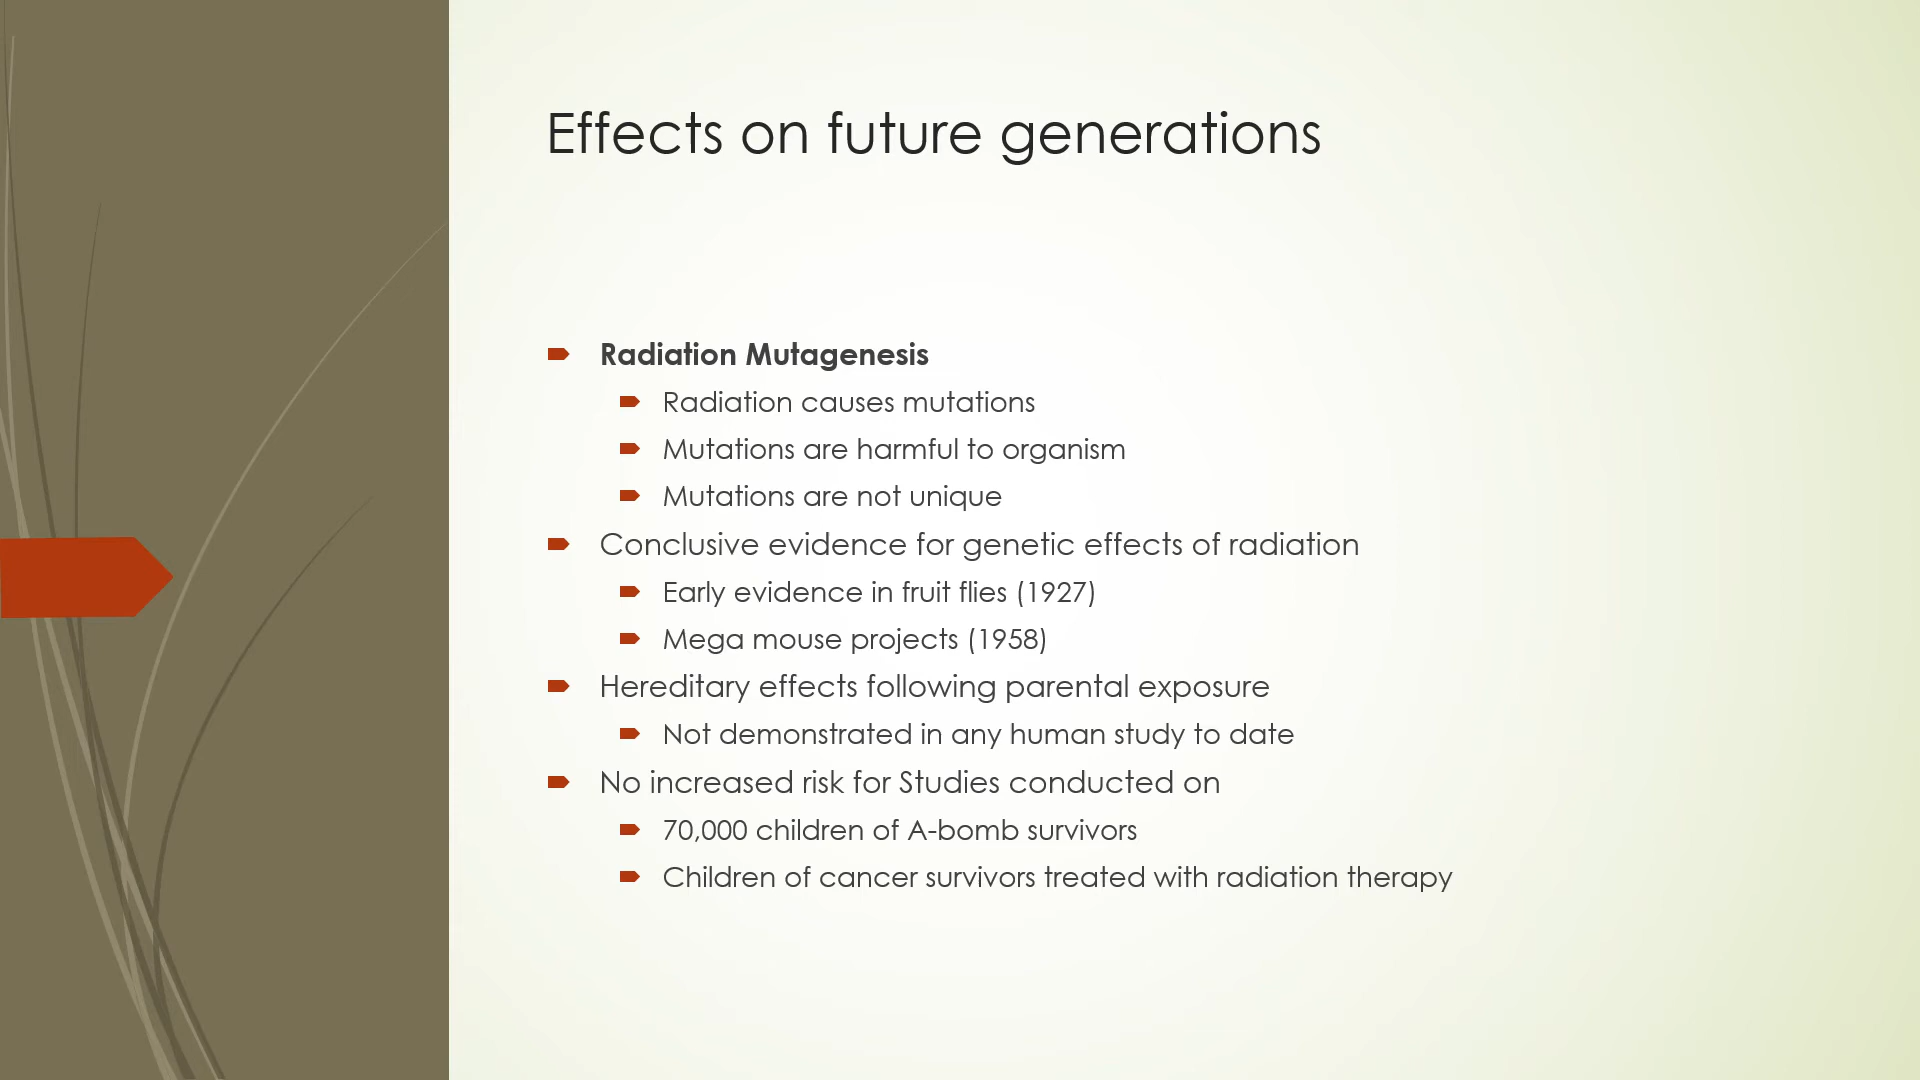 Effects on future generations
Radiation Mutagenesis
Radiation causes mutations
Mutations are harmful to organism
Mutations are not unique
Conclusive evidence for genetic effects of radiation
Early evidence in fruit flies (1927)
Mega mouse projects (1958)
Hereditary effects following parental exposure
Not demonstrated in any human study to date
No increased risk for Studies conducted on
70,000 children of A-bomb survivors
Children of cancer survivors treated with radiation therapy